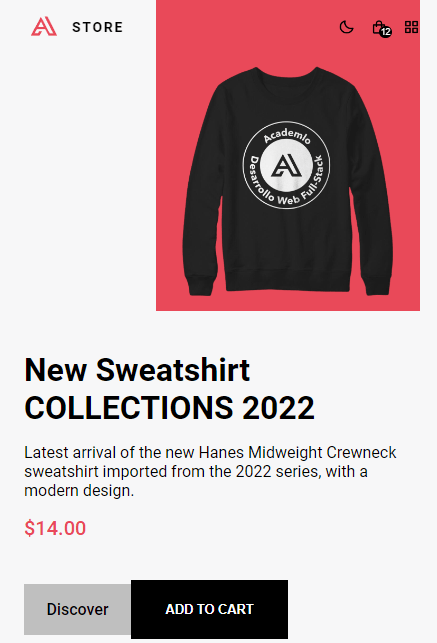 STORE
12
Academlo
Desarrollo Web Full-Stack
New Sweatshirt
COLLECTIONS 2022
Latest arrival of the new Hanes Midweight Crewneck
sweatshirt imported from the 2022 series, with a
modern design.
$14.00
Discover
ADD TO CART